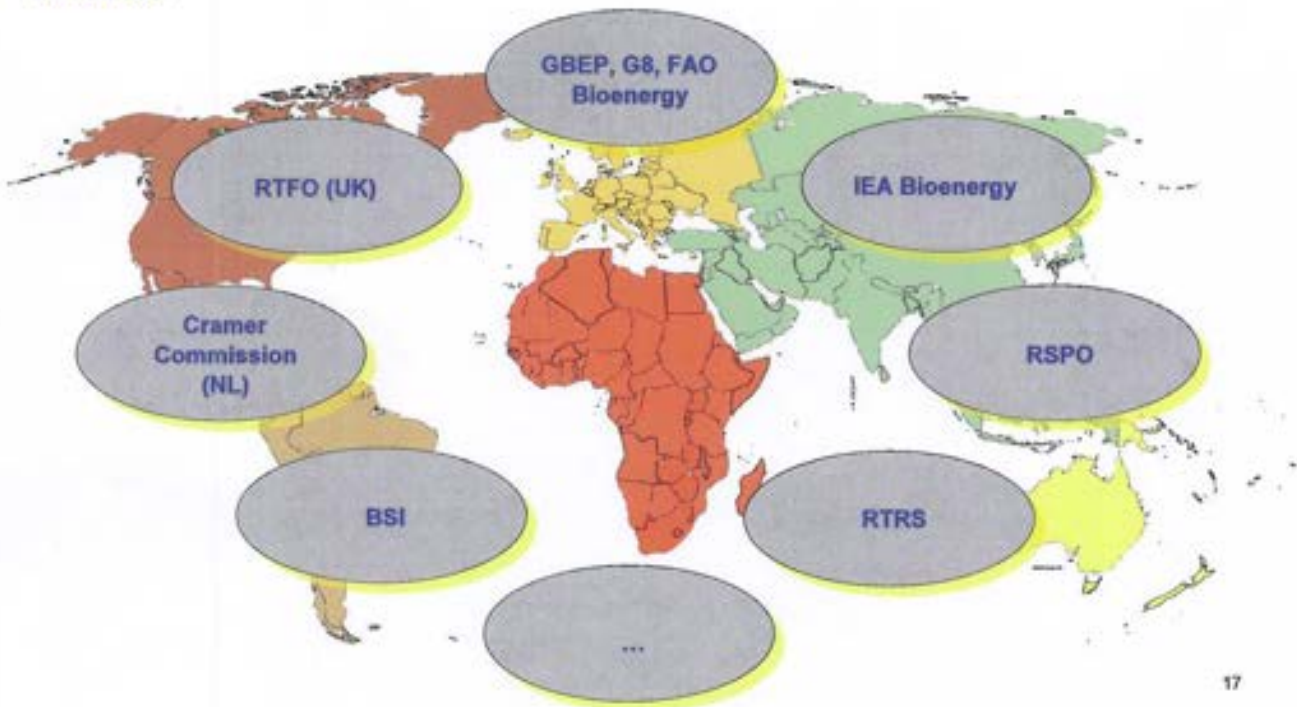 GBEP, G8, FAO
Bioenergy
RTFO (UK)
IEA Bioenergy
Cramer
Commission
(NL)
RSPO
BSI
RTRS
...
17